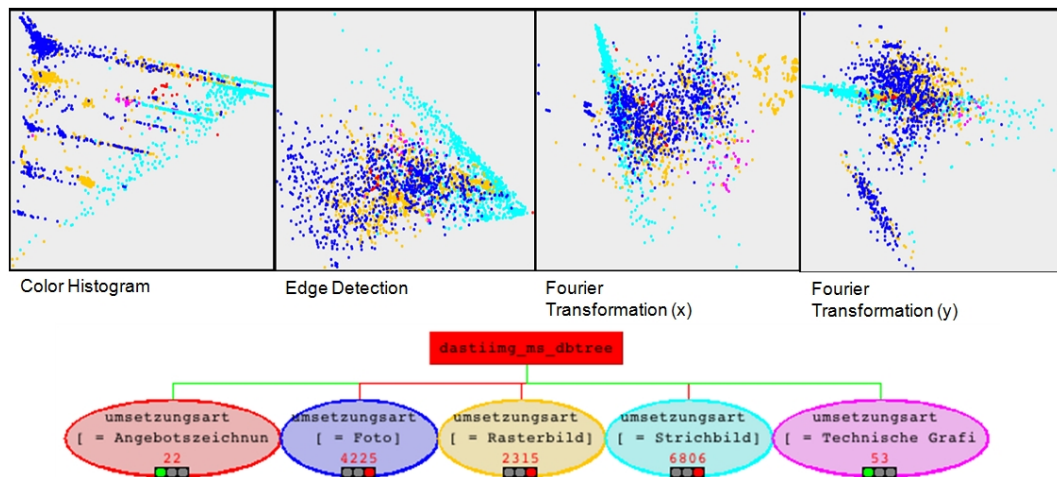 Color Histogram
Edge Detection
Fourier
Transformation (x)
Fourier
Transformation (y)
dastiimg_ms_dbtree
umsetzungsart
[ = Angebotszeichnun
22
umsetzungsart
[ = Foto]
4225
umsetzungsart
[ = Rasterbild]
2315
umsetzungsart
[ = Strichbild]
6806
umsetzungsart
[ = Technische Grafi
53